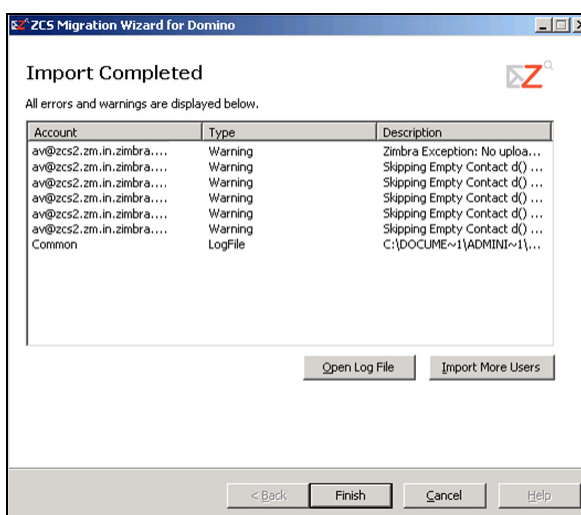 ZCS Migration Wizard for Domino
Import Completed
All errors and warnings are displayed below.
Account Type Description
av@zcs2.zm.in.zimbra.... Warning Zimbra Exception: No uploa...
av@zcs2.zm.in.zimbra.... Warning Skipping Empty Contact d() ...
av@zcs2.zm.in.zimbra.... Warning Skipping Empty Contact d() ...
av@zcs2.zm.in.zimbra.... Warning Skipping Empty Contact d() ...
av@zcs2.zm.in.zimbra.... Warning Skipping Empty Contact d() ...
av@zcs2.zm.in.zimbra.... Warning Skipping Empty Contact d() ...
Common LogFile C:\DOCUME~1\ADMINI~1\...
Open Log File Import More Users
< Back Finish Cancel Help